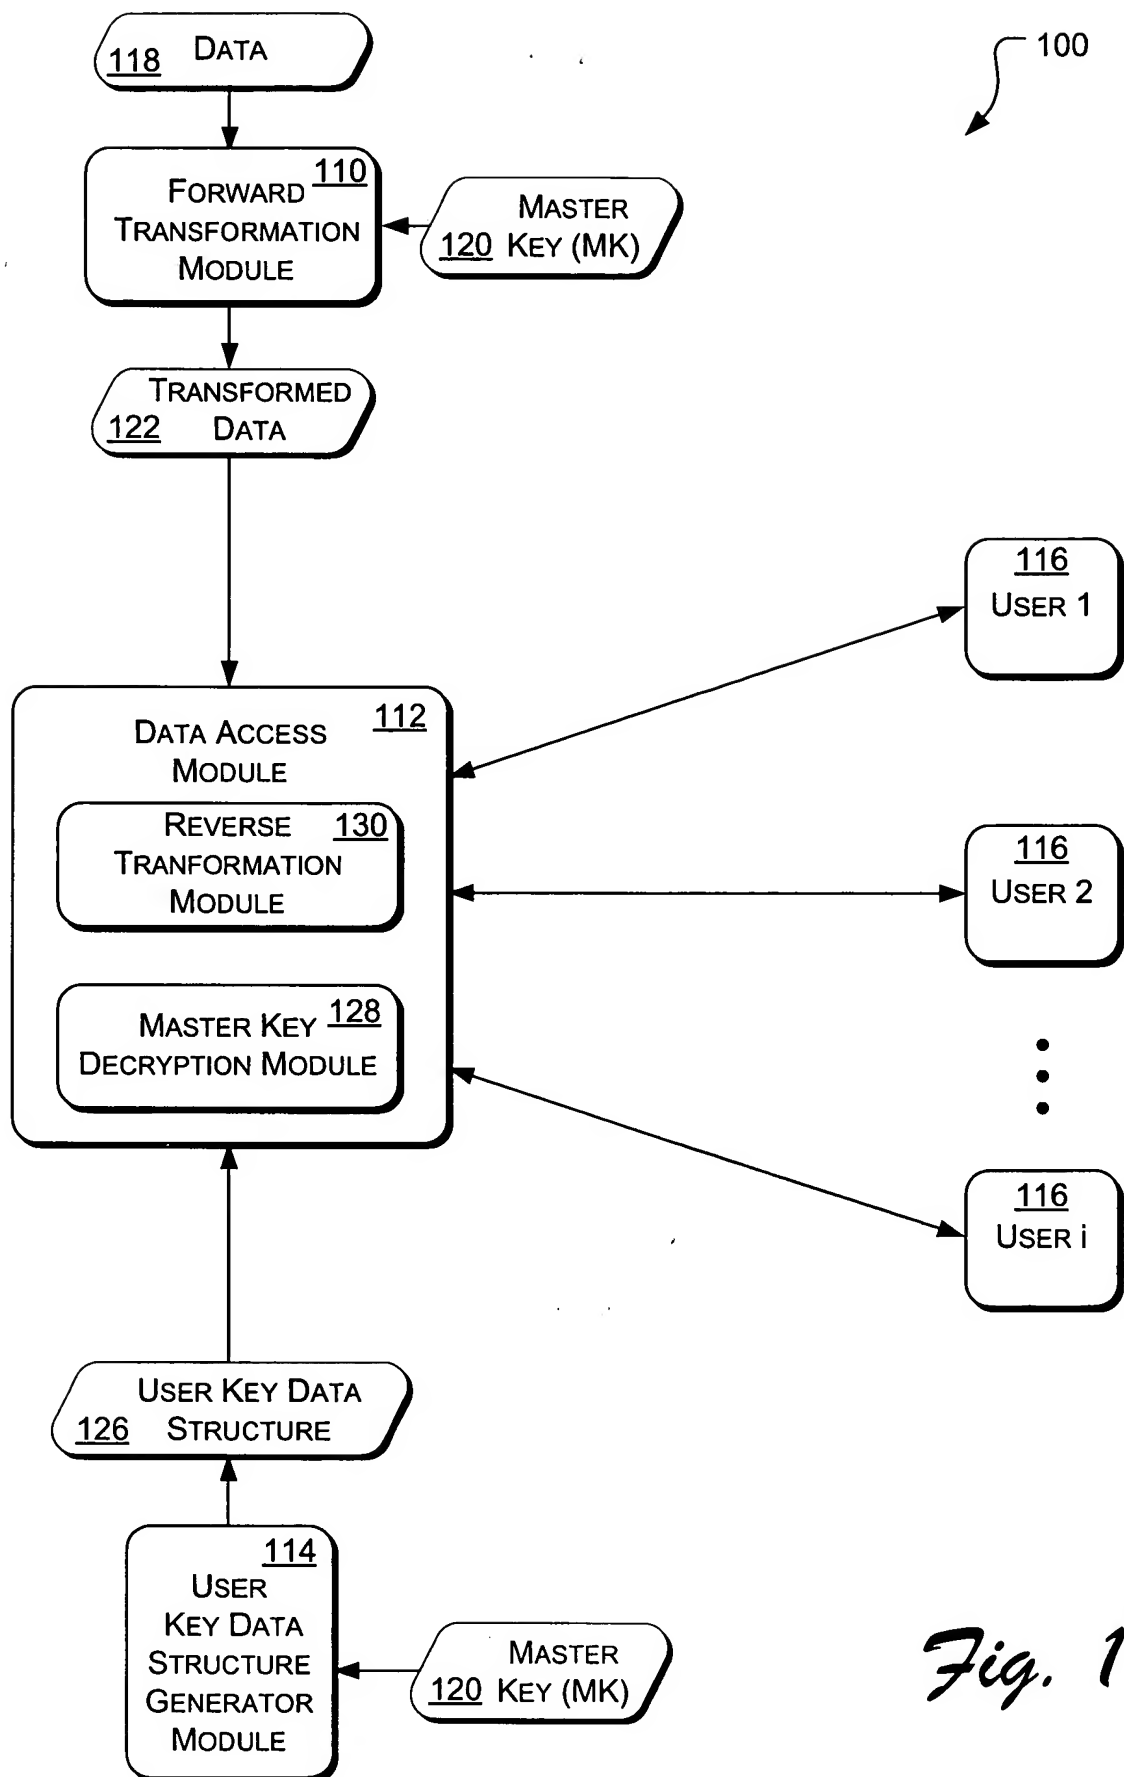 118 DATA
100
110
FORWARD
TRANSFORMATION
MODULE
MASTER
120 KEY (MK)
TRANSFORMED
122 DATA
116
USER 1
112
DATA ACCESS
MODULE
REVERSE 130
TRANFORMATION
MODULE
116
USER 2
MASTER KEY 128
DECRYPTION MODULE
116
USER i
USER KEY DATA
126 STRUCTURE
114
USER
KEY DATA
STRUCTURE
GENERATOR
MODULE
MASTER
120 KEY (MK)
Fig. 1